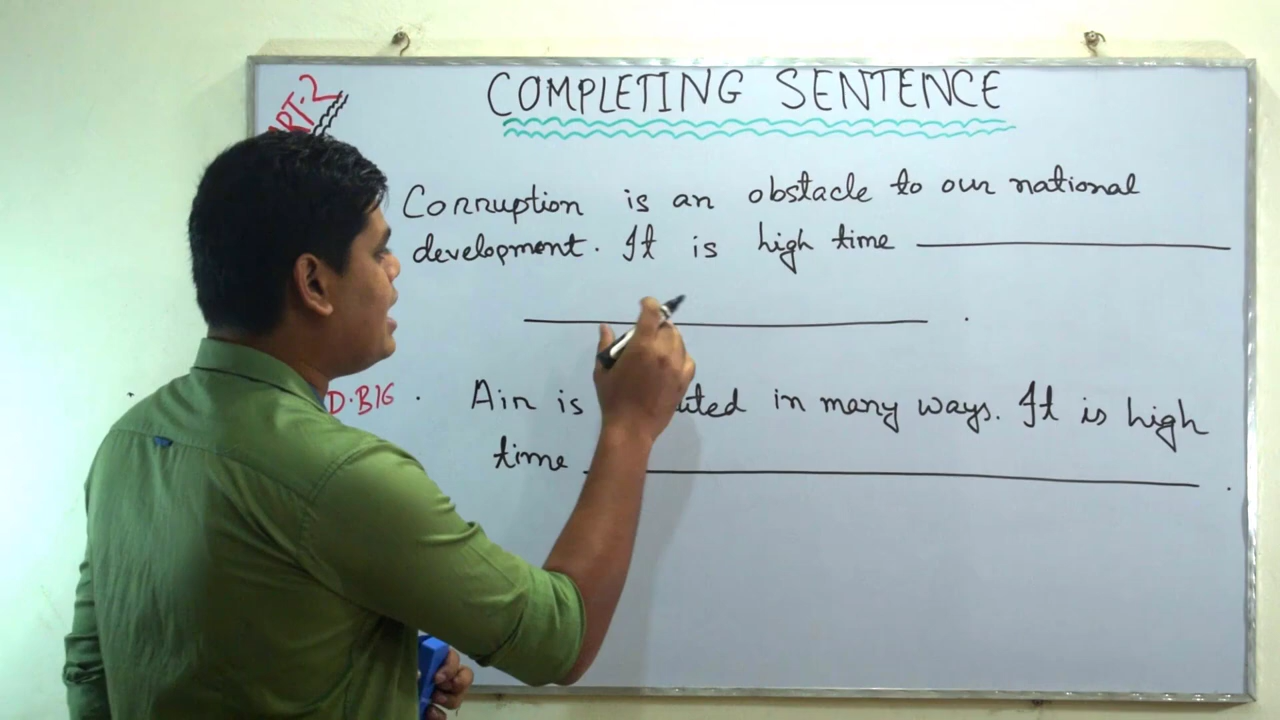 COMPLETING SENTENCE
Corruption is an obstacle to our national
development. It is high time
.
D.B16 . Air is in many ways. It is high
time .